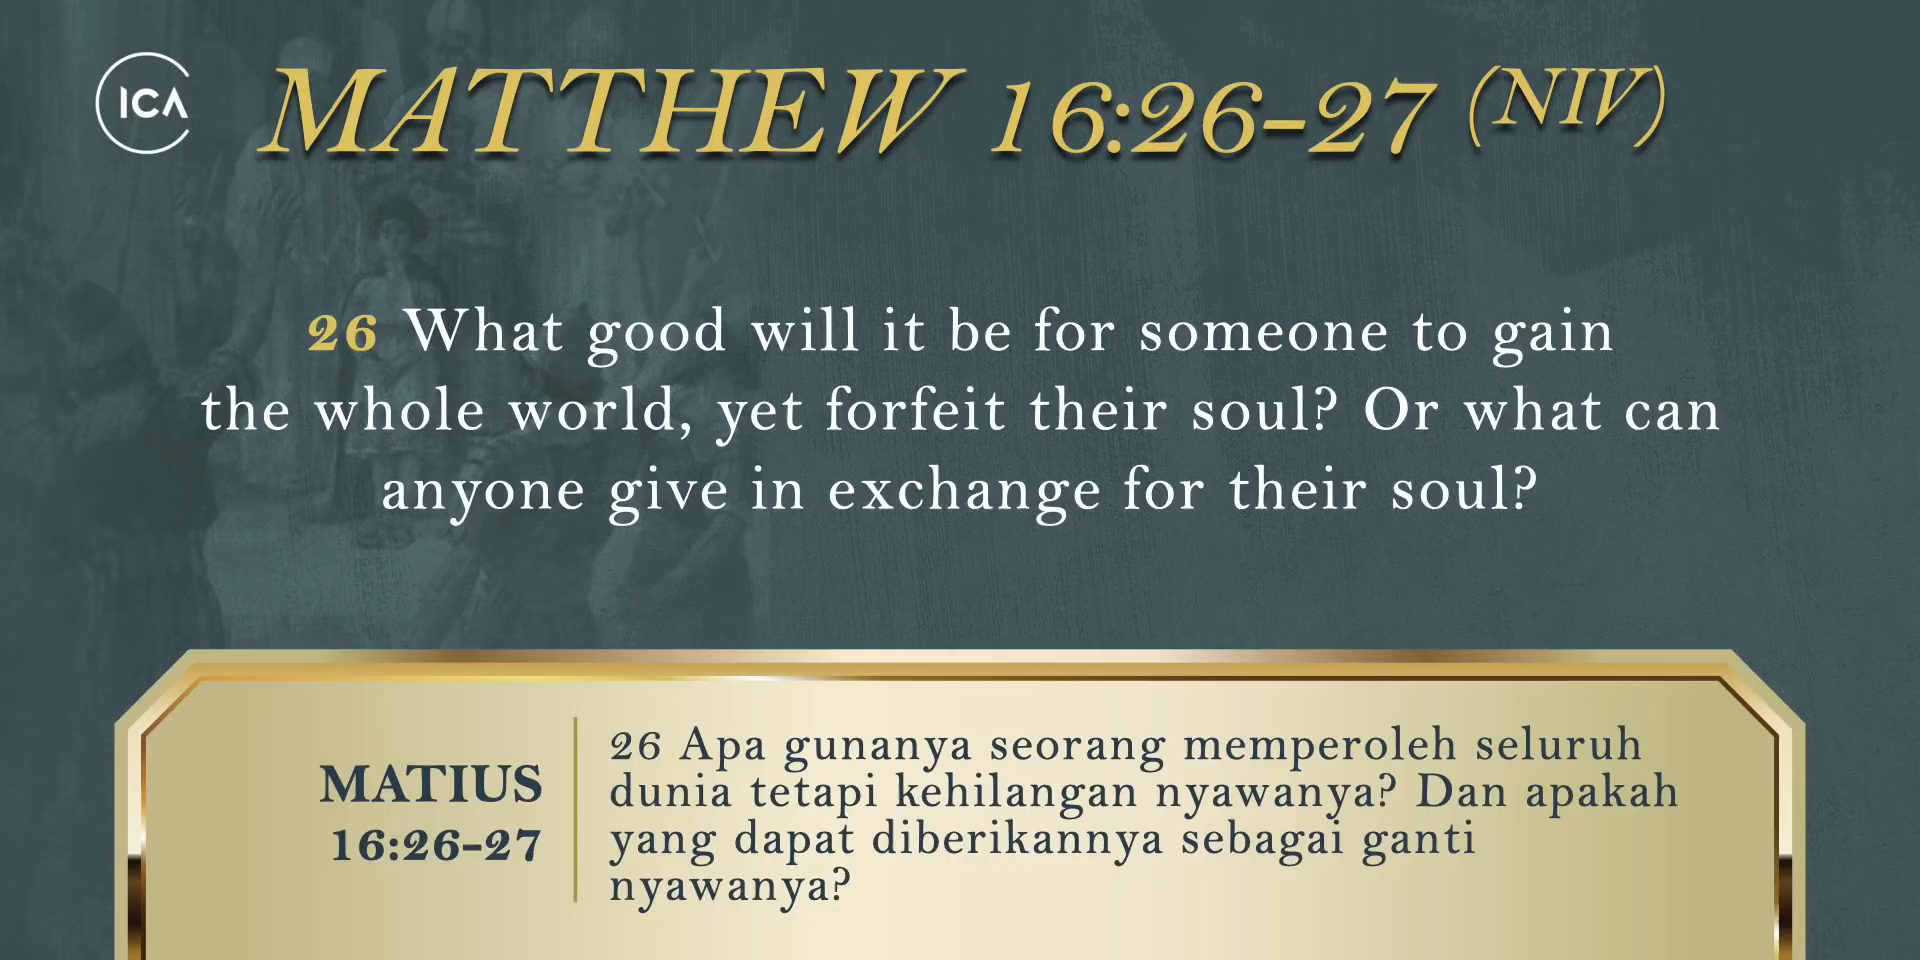 ICA
MATTHEW 16:26-27 (NIV)
26 What good will it be for someone to gain
the whole world, yet forfeit their soul? Or what can
anyone give in exchange for their soul?
MATIUS
16:26-27
26 Apa gunanya seorang memperoleh seluruh
dunia tetapi kehilangan nyawanya? Dan apakah
yang dapat diberikannya sebagai ganti
nyawanya?